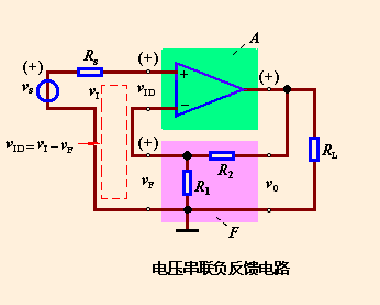 A
Rs (+) (+)
(+) vs vI vID + −
vID=vI−vF (+)
vF R1 R2 vo RL
F
电压串联负反馈电路